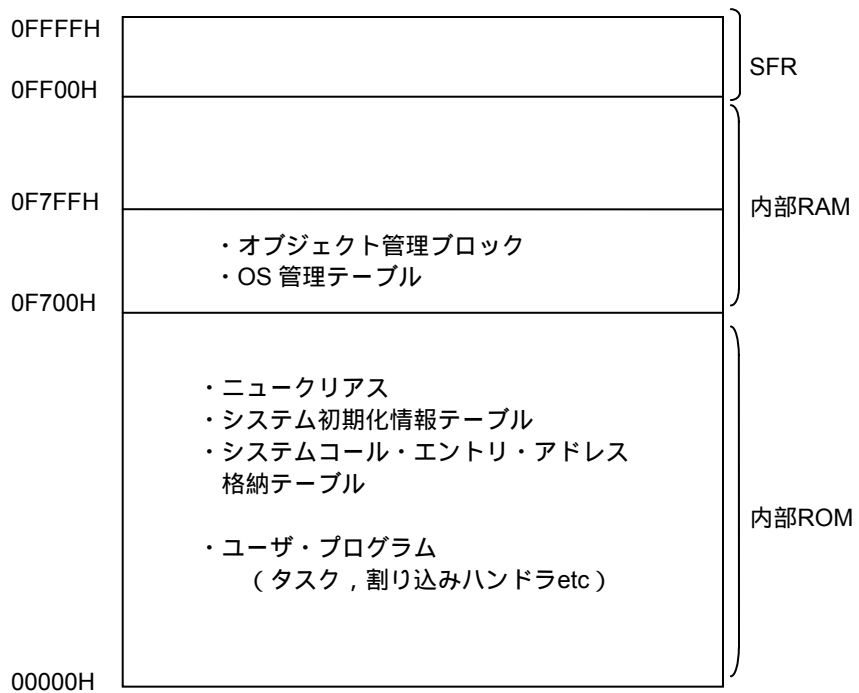 0FFFFH
SFR
0FF00H
0F7FFH
内部RAM
・オブジェクト管理ブロック
・OS 管理テーブル
0F700H
・ニュークリアス
・システム初期化情報テーブル
・システムコール・エントリ・アドレス
格納テーブル
内部ROM
・ユーザ・プログラム
（タスク，割り込みハンドラetc）
00000H